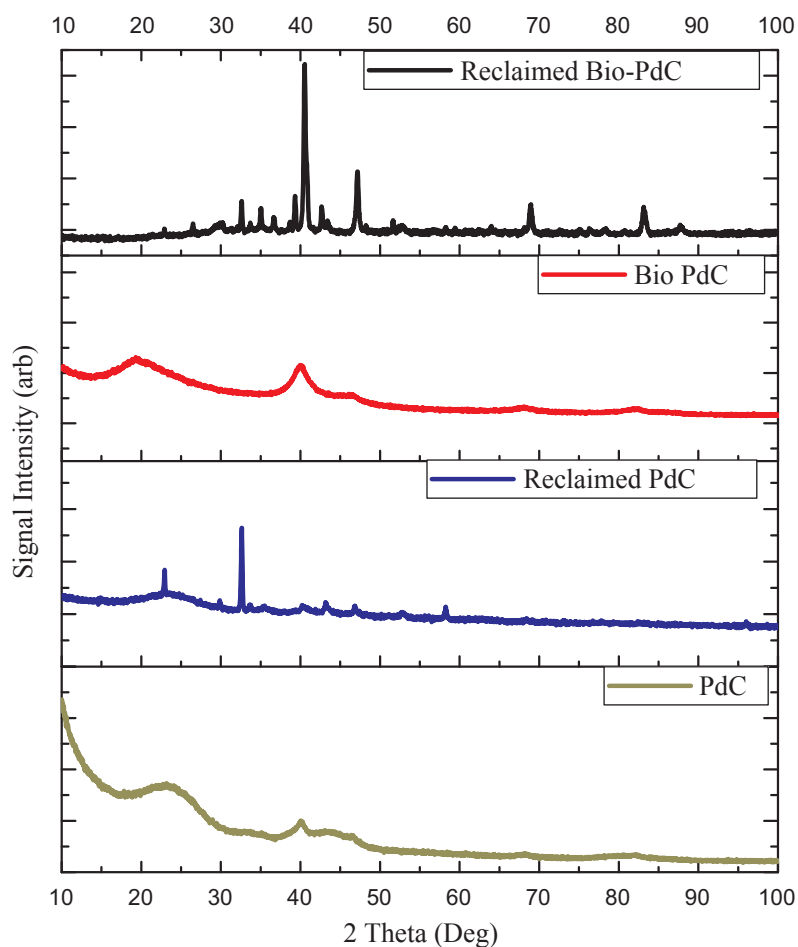 10 20 30 40 50 60 70 80 90 100
Reclaimed Bio-PdC
Bio PdC
Reclaimed PdC
PdC
Signal Intensity (arb)
10 20 30 40 50 60 70 80 90 100
2 Theta (Deg)